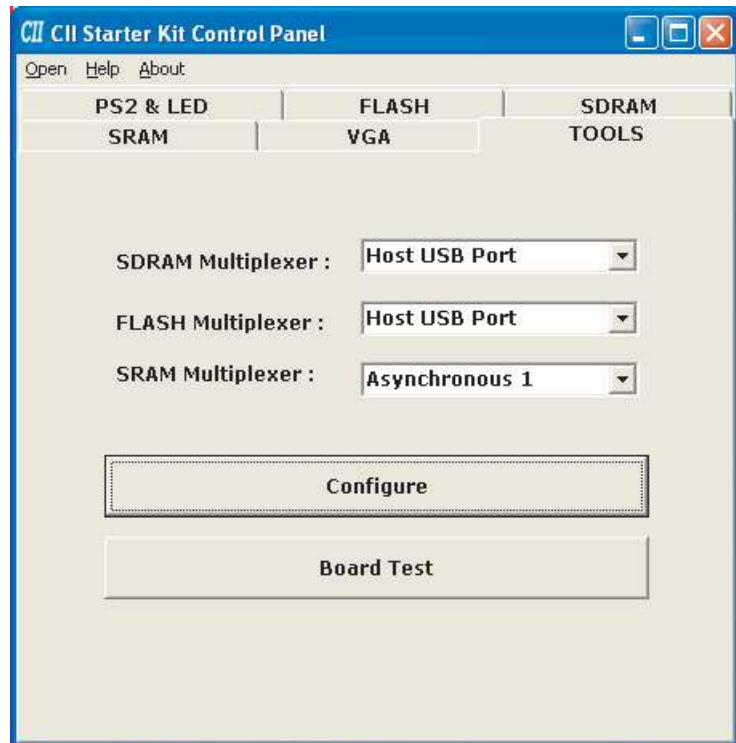 CII CII Starter Kit Control Panel
Open Help About
PS2 & LED FLASH SDRAM
SRAM VGA TOOLS
SDRAM Multiplexer : Host USB Port
FLASH Multiplexer : Host USB Port
SRAM Multiplexer : Asynchronous 1
Configure
Board Test